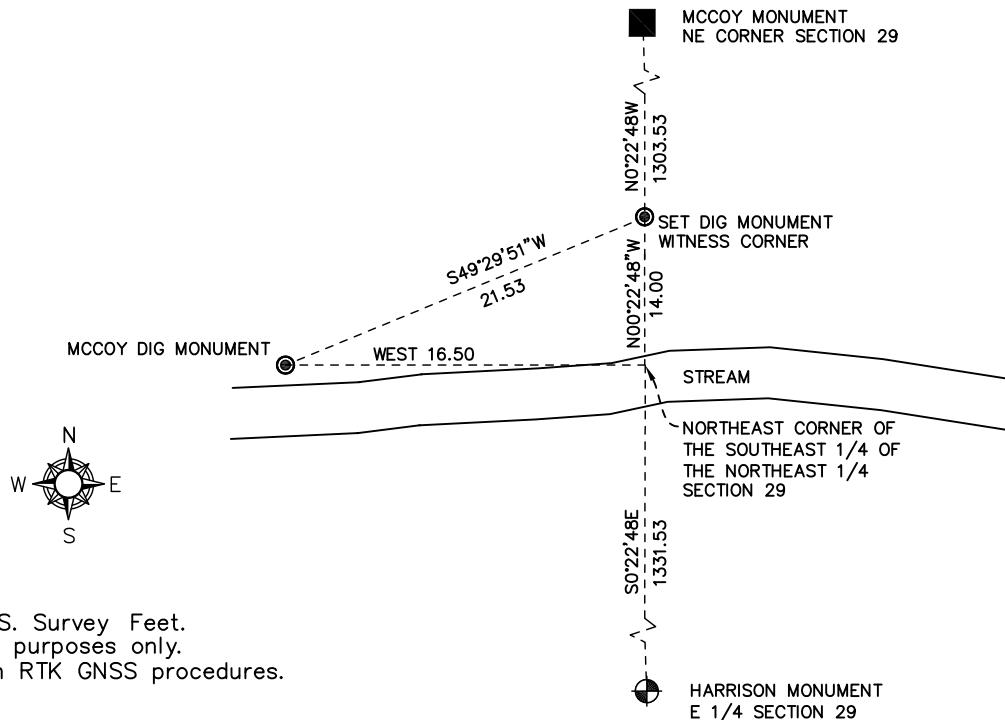 MCCOY MONUMENT
NE CORNER SECTION 29
N0°22'48W
1303.53
SET DIG MONUMENT
WITNESS CORNER
S49°29'51"W
21.53
N00°22'48"W
14.00
MCCOY DIG MONUMENT
WEST 16.50
STREAM
NORTHEAST CORNER OF
THE SOUTHEAST 1/4 OF
THE NORTHEAST 1/4
SECTION 29
N
W
E
S
S0°22'48E
1331.53
S. Survey Feet.
purposes only.
RTK GNSS procedures.
HARRISON MONUMENT
E 1/4 SECTION 29